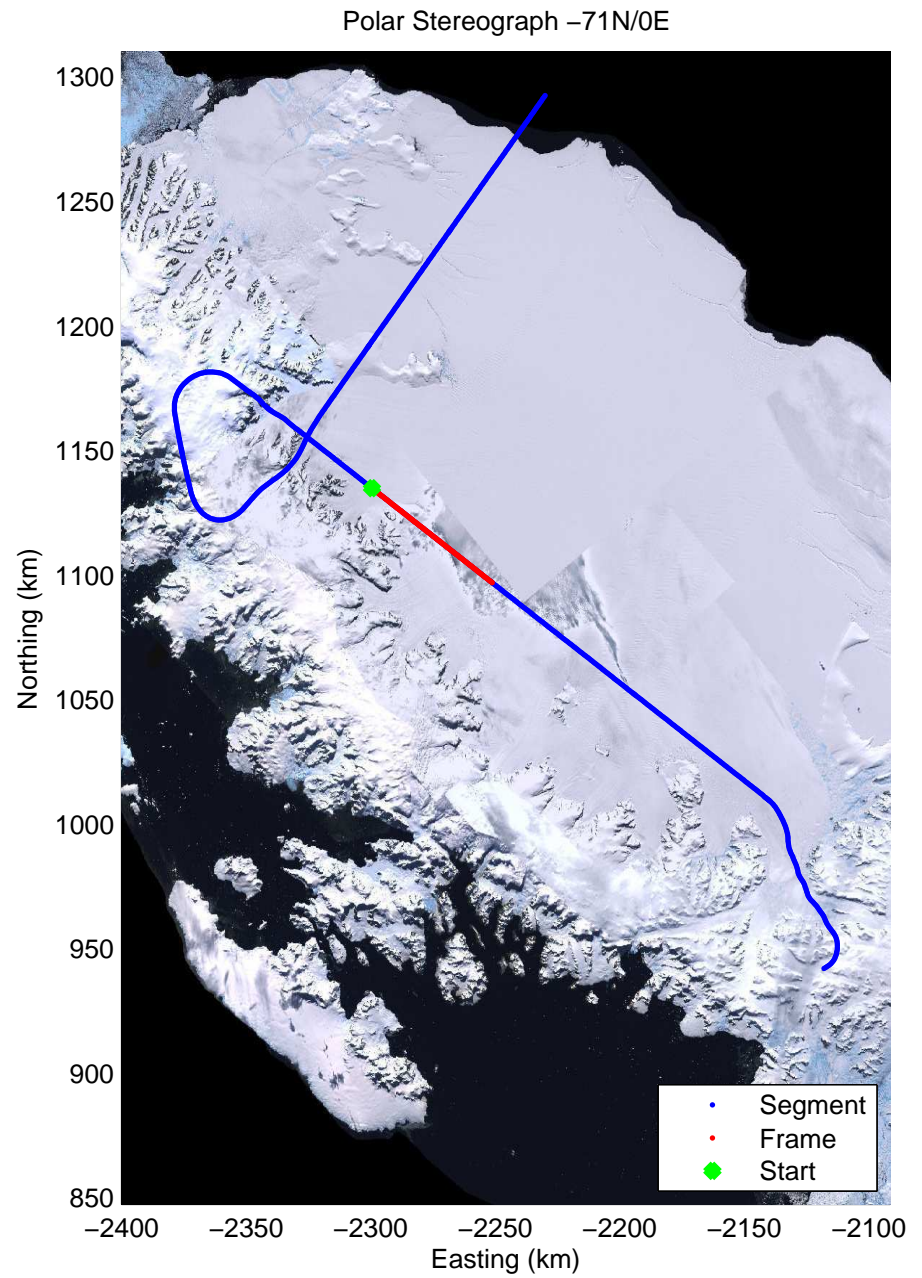 Polar Stereograph −71N/0E
1300
1250
1200
1150
1100
1050
1000
950
900
850
Northing (km)
−2400 −2350 −2300 −2250 −2200 −2150 −2100
Easting (km)
Segment
Frame
Start